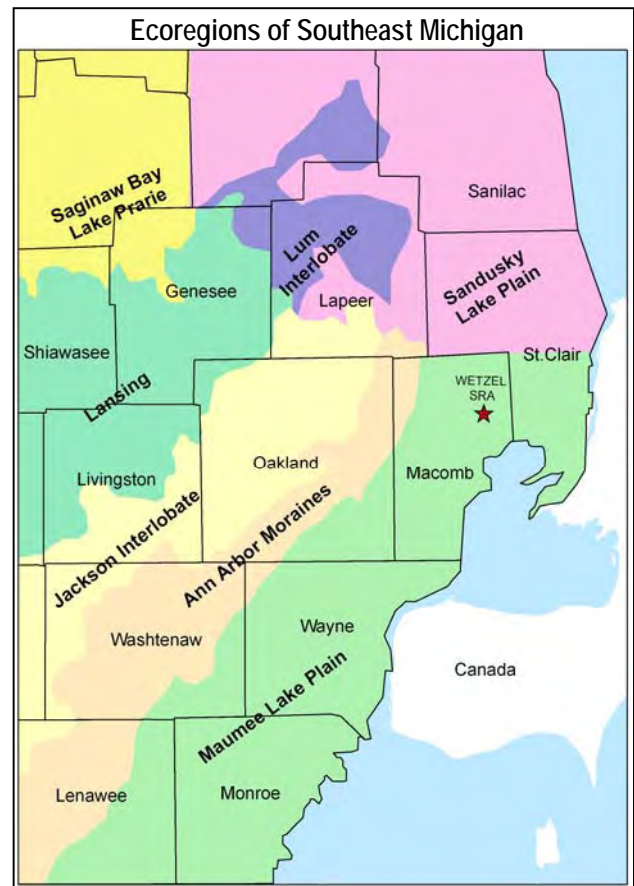 Ecoregions of Southeast Michigan
Saginaw Bay
Lake Prarie
Sanilac
Lum
Interlobate
Sandusky
Lake Plain
Genesee
Lapeer
Shiawasee
St.Clair
Lansing
WETZEL
SRA
Oakland
Macomb
Livingston
Jackson Interlobate
Ann Arbor Moraines
Washtenaw
Wayne
Canada
Maumee Lake Plain
Lenawee
Monroe